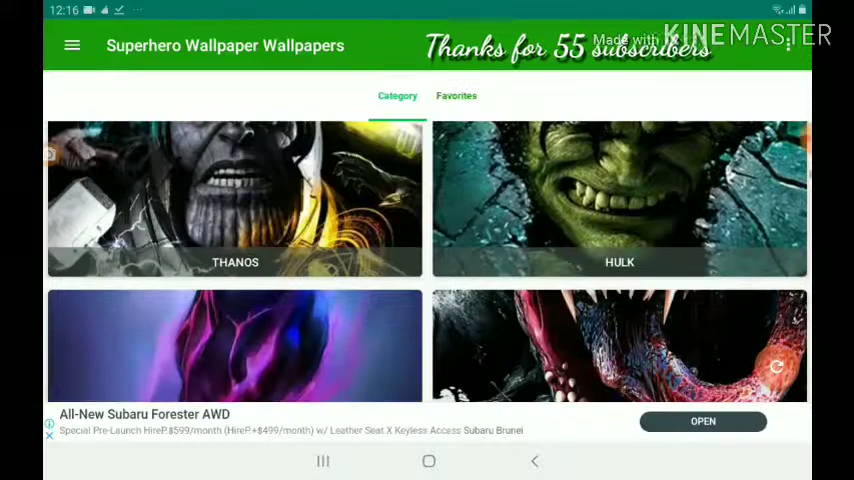 12:16
Superhero Wallpaper Wallpapers
Thanks for 55 subscribers
Made with
KINEMASTER
Category
Favorites
THANOS
HULK
All-New Subaru Forester AWD
OPEN
Special Pre-Launch HireP.$599/month (HireP.+$499/month) w/ Leather Seat X Keyless Access Subaru Brunei